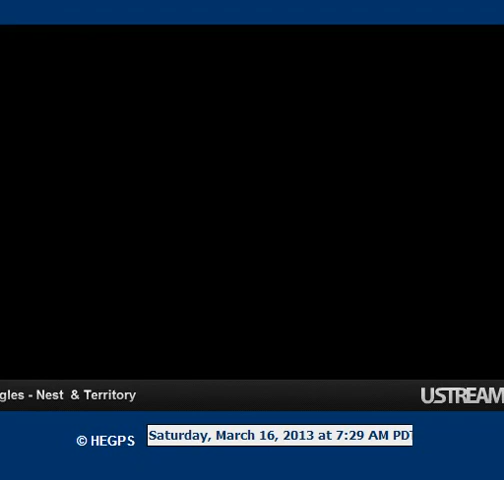 gles - Nest & Territory
USTREAM
© HEGPS
Saturday, March 16, 2013 at 7:29 AM PDT